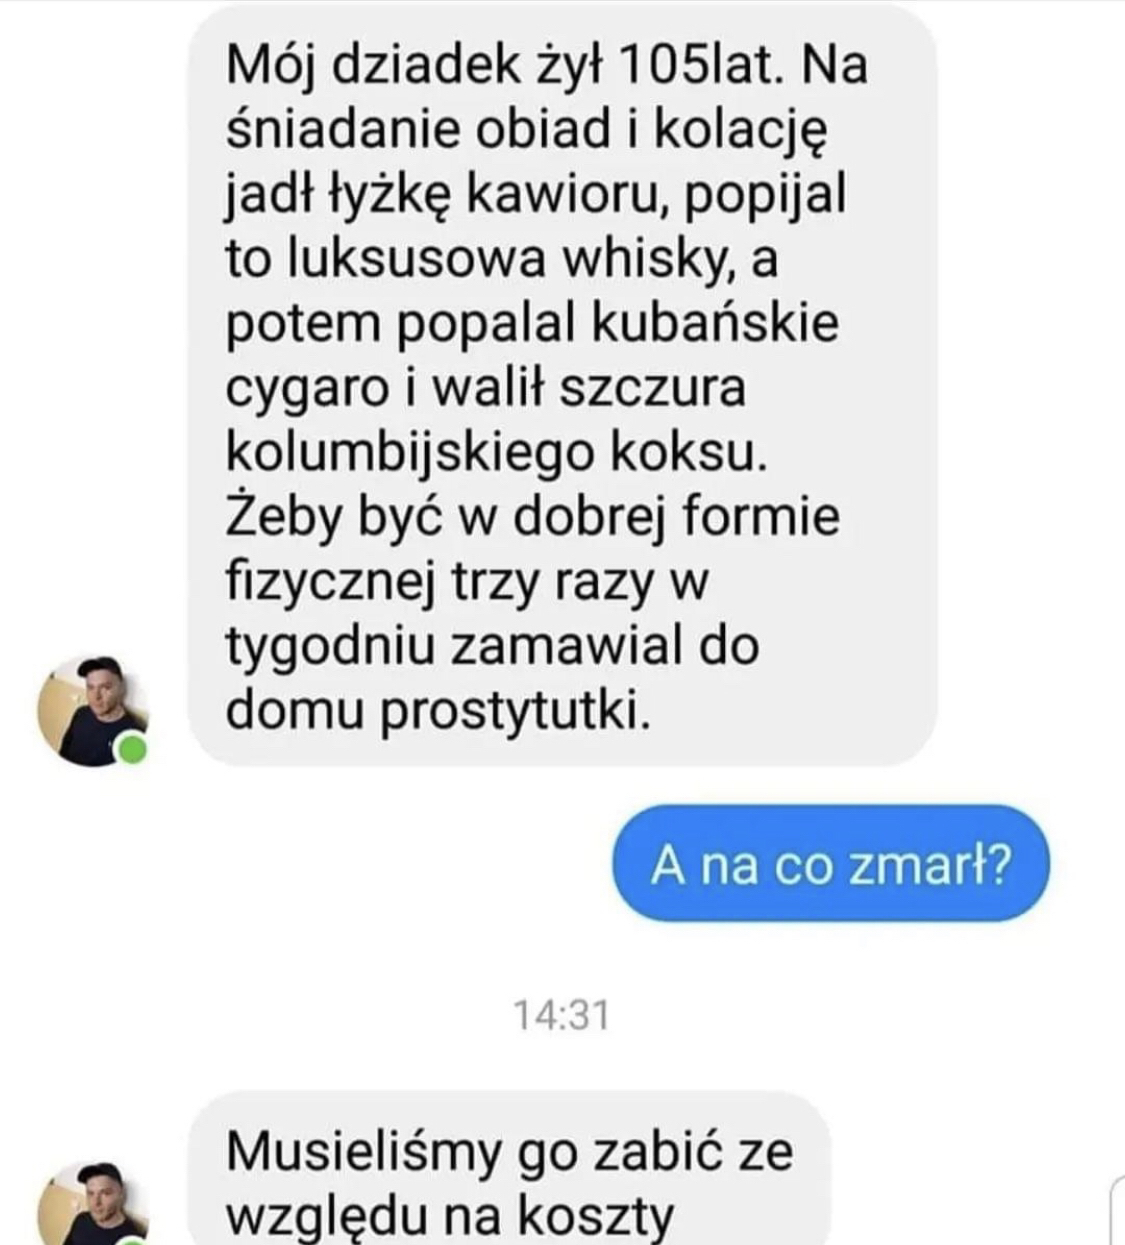 Mój dziadek żył 105lat. Na
śniadanie obiad i kolację
jadł łyżkę kawioru, popijal
to luksusowa whisky, a
potem popalal kubańskie
cygaro i walił szczura
kolumbijskiego koksu.
Żeby być w dobrej formie
fizycznej trzy razy w
tygodniu zamawial do
domu prostytutki.
A na co zmarł?
14:31
Musieliśmy go zabić ze
względu na koszty